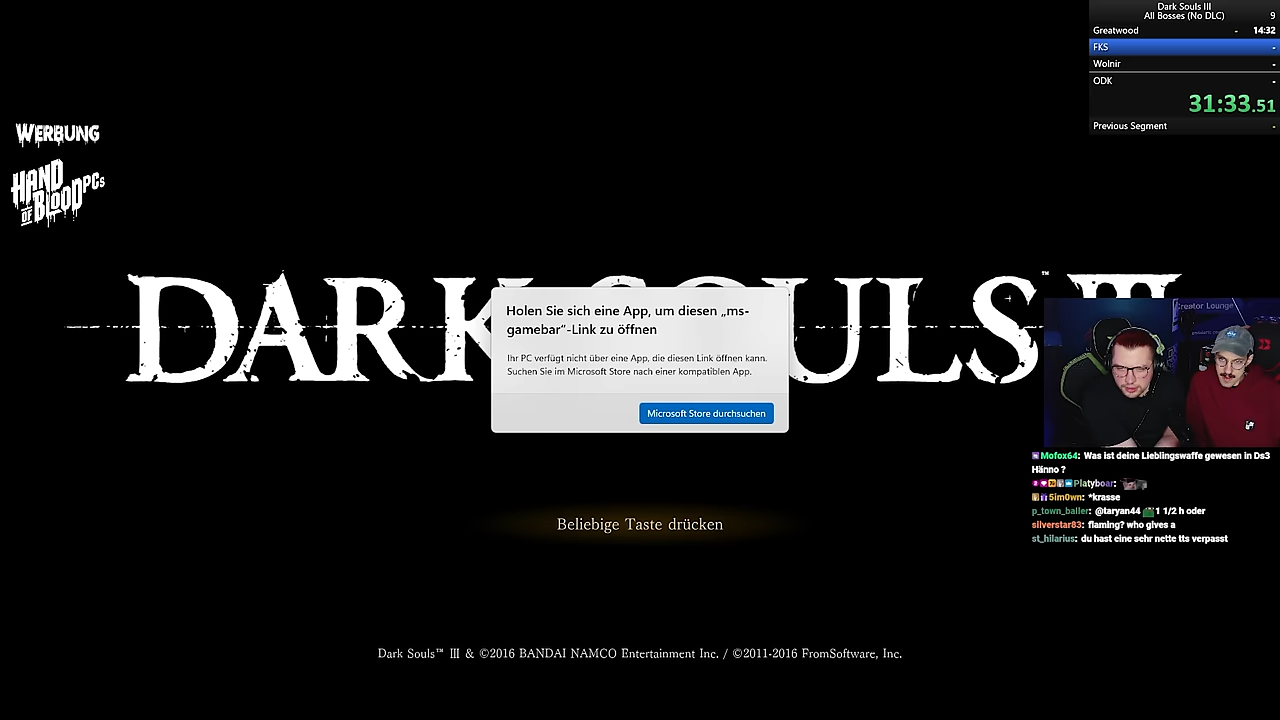 Dark Souls III
All Bosses (No DLC) 9
Greatwood - 14:32
FKS -
Wolnir -
ODK -
31:33.51
Previous Segment -
WERBUNG
HAND OF BLOOD PCs
DARK SOULS III
™
Holen Sie sich eine App, um diesen „ms-
gamebar“-Link zu öffnen
Ihr PC verfügt nicht über eine App, die diesen Link öffnen kann.
Suchen Sie im Microsoft Store nach einer kompatiblen App.
Microsoft Store durchsuchen
Creator Lounge
Mofox64: Was ist deine Lieblingswaffe gewesen in Ds3
Hänno ?
Platyboar:
5im0wn: *krasse
p_town_baller: @taryan44 1 1/2 h oder
silverstar83: flaming? who gives a
st_hilarius: du hast eine sehr nette tts verpasst
Beliebige Taste drücken
Dark Souls™ III & ©2016 BANDAI NAMCO Entertainment Inc. / ©2011-2016 FromSoftware, Inc.